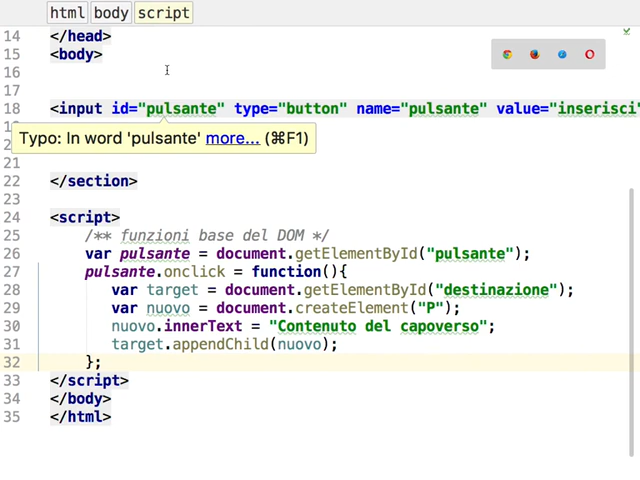 html body script
14 </head>
15 <body>
16
17
18 <input id="pulsante" type="button" name="pulsante" value="inserisci"
Typo: In word 'pulsante' more... (⌘F1)
21
22 </section>
23
24 <script>
25 /** funzioni base del DOM */
26 var pulsante = document.getElementById("pulsante");
27 pulsante.onclick = function(){
28 var target = document.getElementById("destinazione");
29 var nuovo = document.createElement("P");
30 nuovo.innerText = "Contenuto del capoverso";
31 target.appendChild(nuovo);
32 };
33 </script>
34 </body>
35 </html>